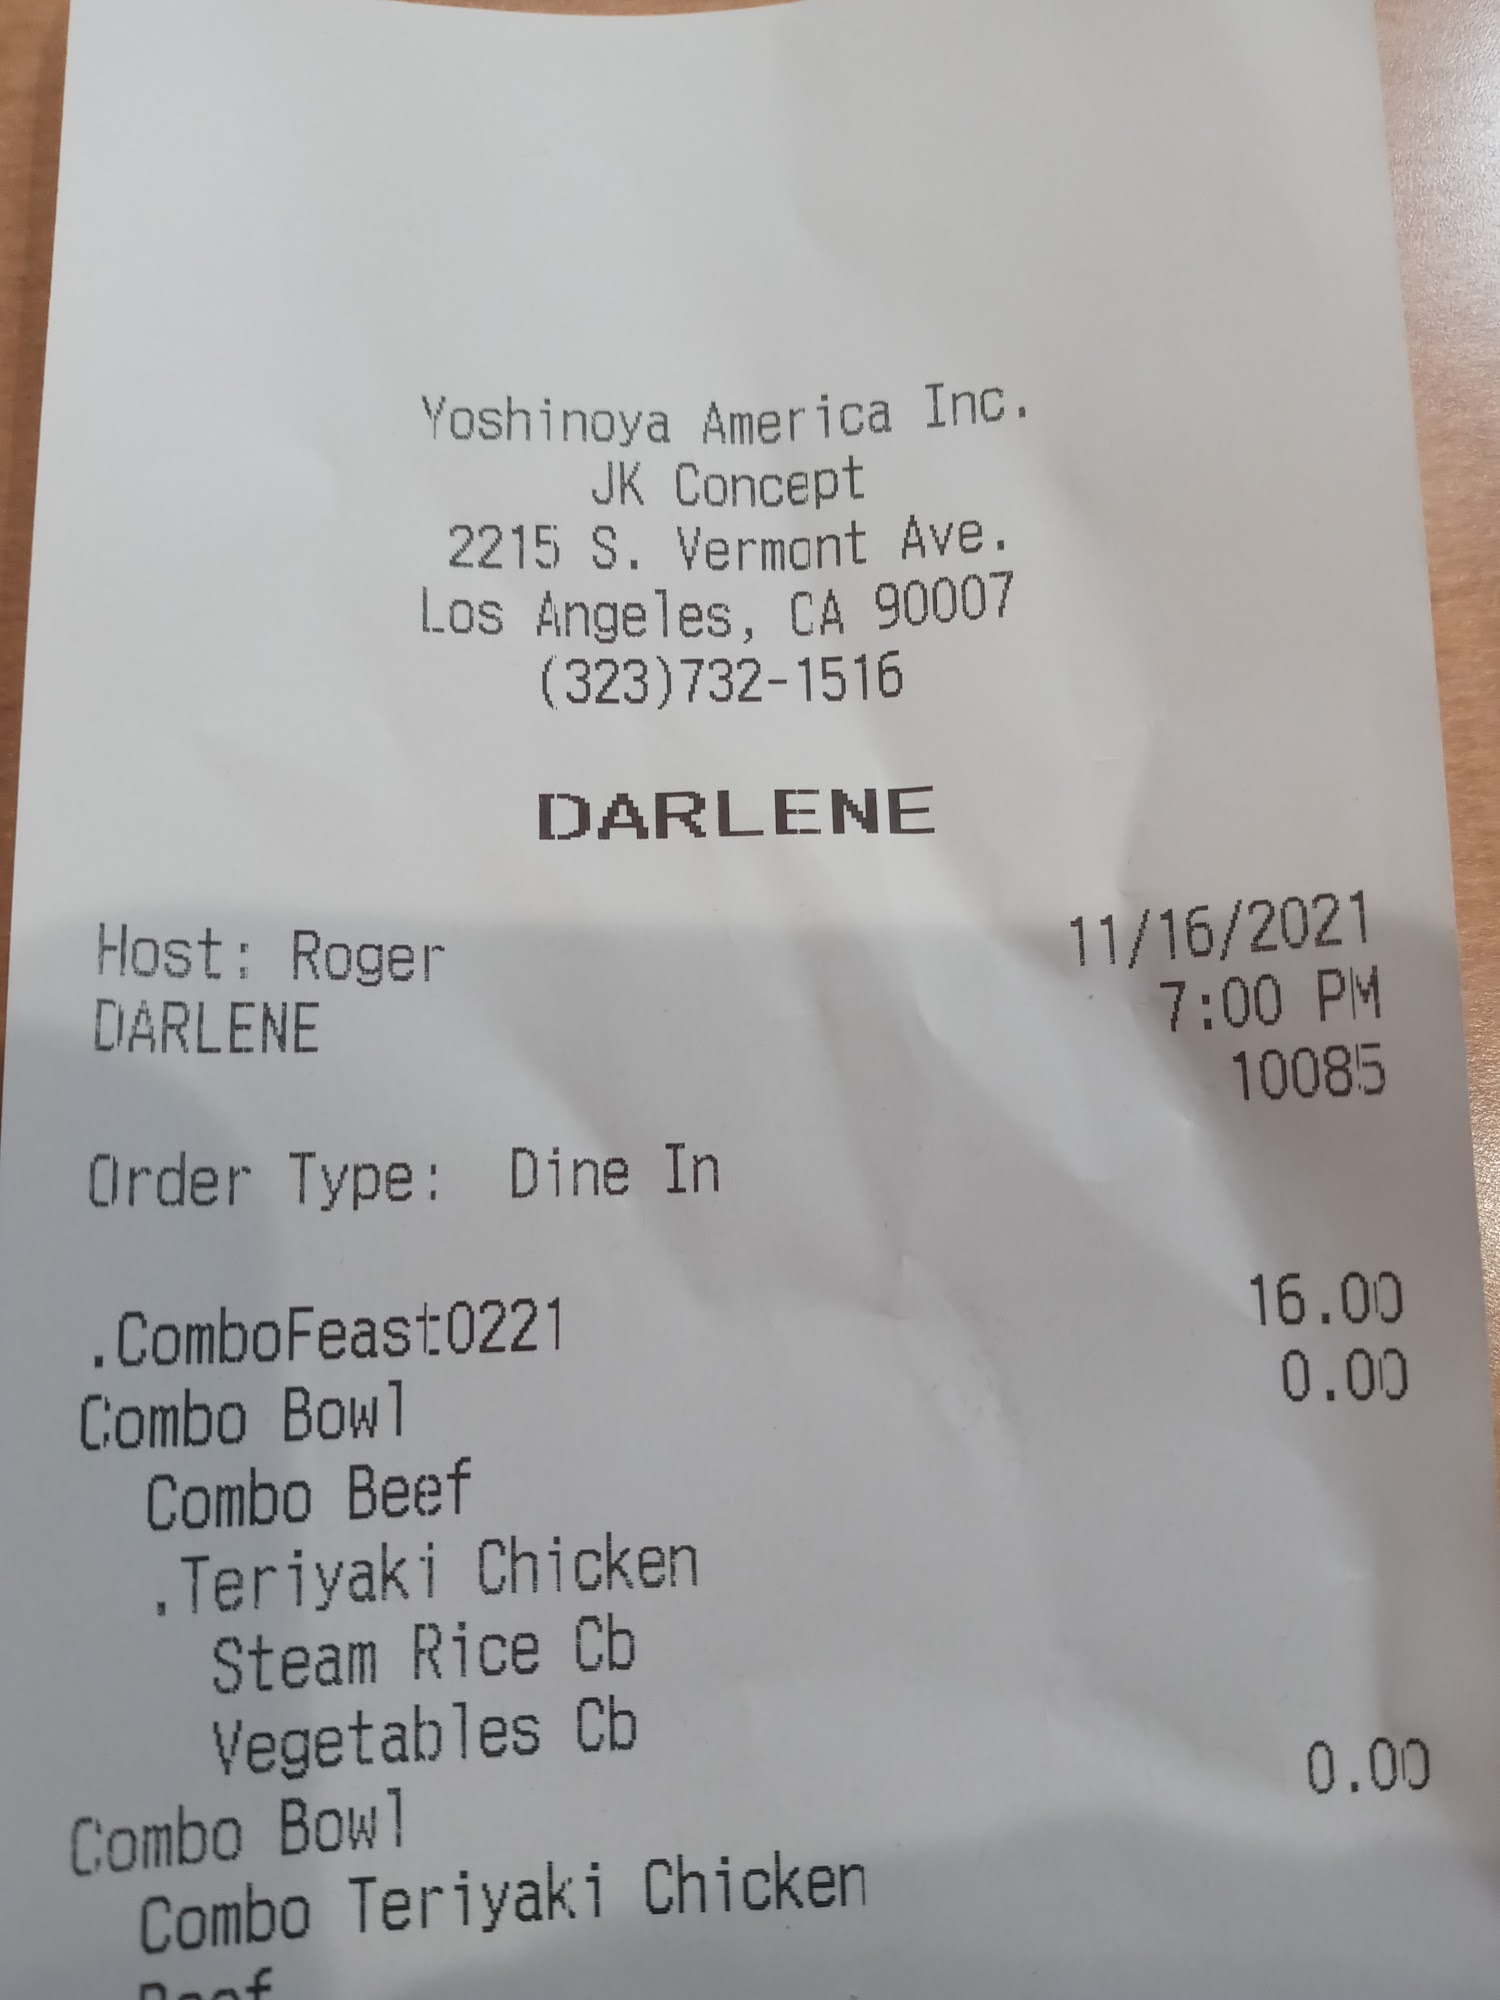 Yoshinoya America Inc.
JK Concept
2215 S. Vermont Ave.
Los Angeles, CA 90007
(323)732-1516
DARLENE
Host: Roger 11/16/2021
DARLENE 7:00 PM
10085
Order Type: Dine In
.ComboFeast0221 16.00
Combo Bowl 0.00
Combo Beef
.Teriyaki Chicken
Steam Rice Cb
Vegetables Cb
Combo Bowl 0.00
Combo Teriyaki Chicken
Beef